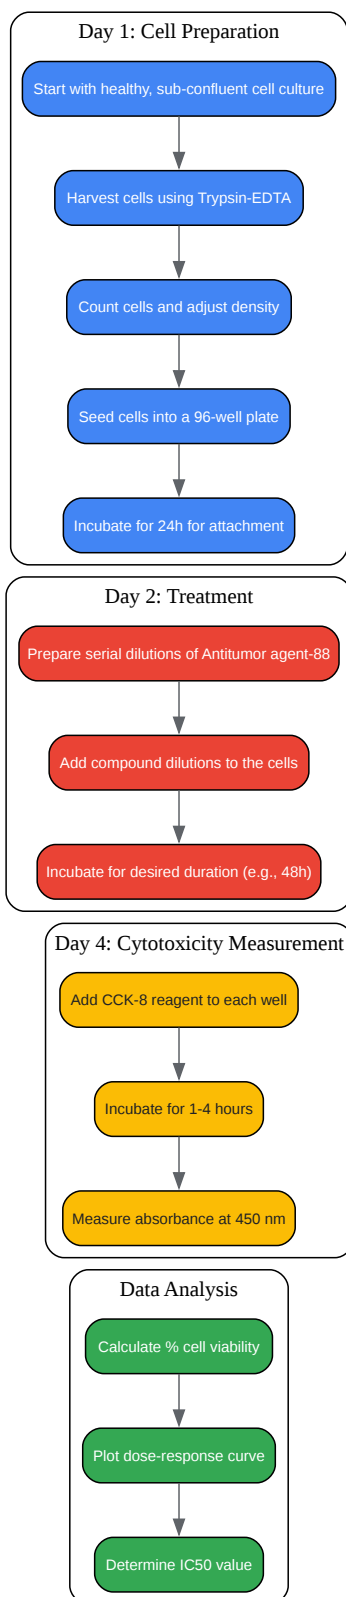 Day 1: Cell Preparation
Start with healthy, sub-confluent cell culture
Harvest cells using Trypsin-EDTA
Count cells and adjust density
Seed cells into a 96-well plate
Incubate for 24h for attachment
Day 2: Treatment
Prepare serial dilutions of Antitumor agent-88
Add compound dilutions to the cells
Incubate for desired duration (e.g., 48h)
Day 4: Cytotoxicity Measurement
Add CCK-8 reagent to each well
Incubate for 1-4 hours
Measure absorbance at 450 nm
Data Analysis
Calculate % cell viability
Plot dose-response curve
Determine IC50 value